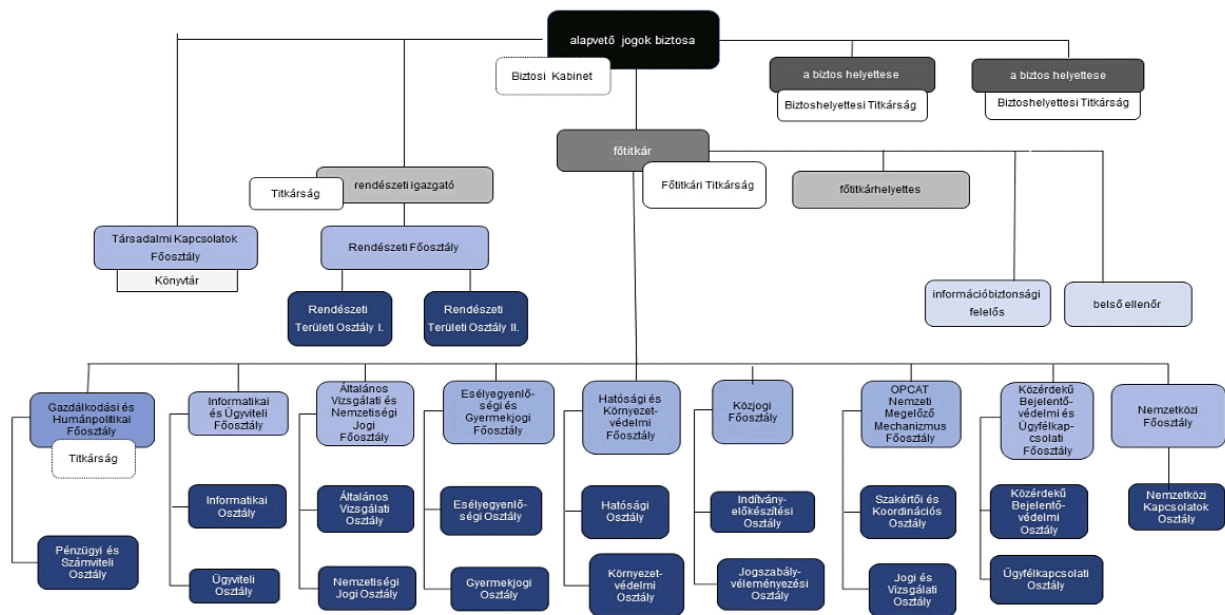 alapvető jogok biztosa
Biztosi Kabinet
a biztos helyettese
Biztoshelyettesi Titkárság
a biztos helyettese
Biztoshelyettesi Titkárság
főtitkár
Főtitkári Titkárság
főtitkárhelyettes
rendészeti igazgató
Titkárság
Társadalmi Kapcsolatok
Főosztály
Könyvtár
Rendészeti Főosztály
Rendészeti
Területi Osztály I.
Rendészeti
Területi Osztály II.
információbiztonsági
felelős
belső ellenőr
Gazdálkodási és
Humánpolitikai
Főosztály
Titkárság
Pénzügyi és
Számviteli
Osztály
Informatikai
és Ügyviteli
Főosztály
Informatikai
Osztály
Ügyviteli
Osztály
Általános
Vizsgálati és
Nemzetiségi
Jogi
Főosztály
Általános
Vizsgálati
Osztály
Nemzetiségi
Jogi Osztály
Esélyegyenlő-
ségi és
Gyermekjogi
Főosztály
Esélyegyenlő-
ségi Osztály
Gyermekjogi
Osztály
Hatósági és
Környezet-
védelmi
Főosztály
Hatósági
Osztály
Környezet-
védelmi
Osztály
Közjogi
Főosztály
Indítvány-
előkészítési
Osztály
Jogszabály-
véleményezési
Osztály
OPCAT
Nemzeti
Megelőző
Mechanizmus
Főosztály
Szakértői és
Koordinációs
Osztály
Jogi és
Vizsgálati
Osztály
Közérdekű
Bejelentő-
védelmi és
Ügyfélkap-
csolati
Főosztály
Közérdekű
Bejelentő-
védelmi
Osztály
Ügyfélkapcsolati
Osztály
Nemzetközi
Főosztály
Nemzetközi
Kapcsolatok
Osztály